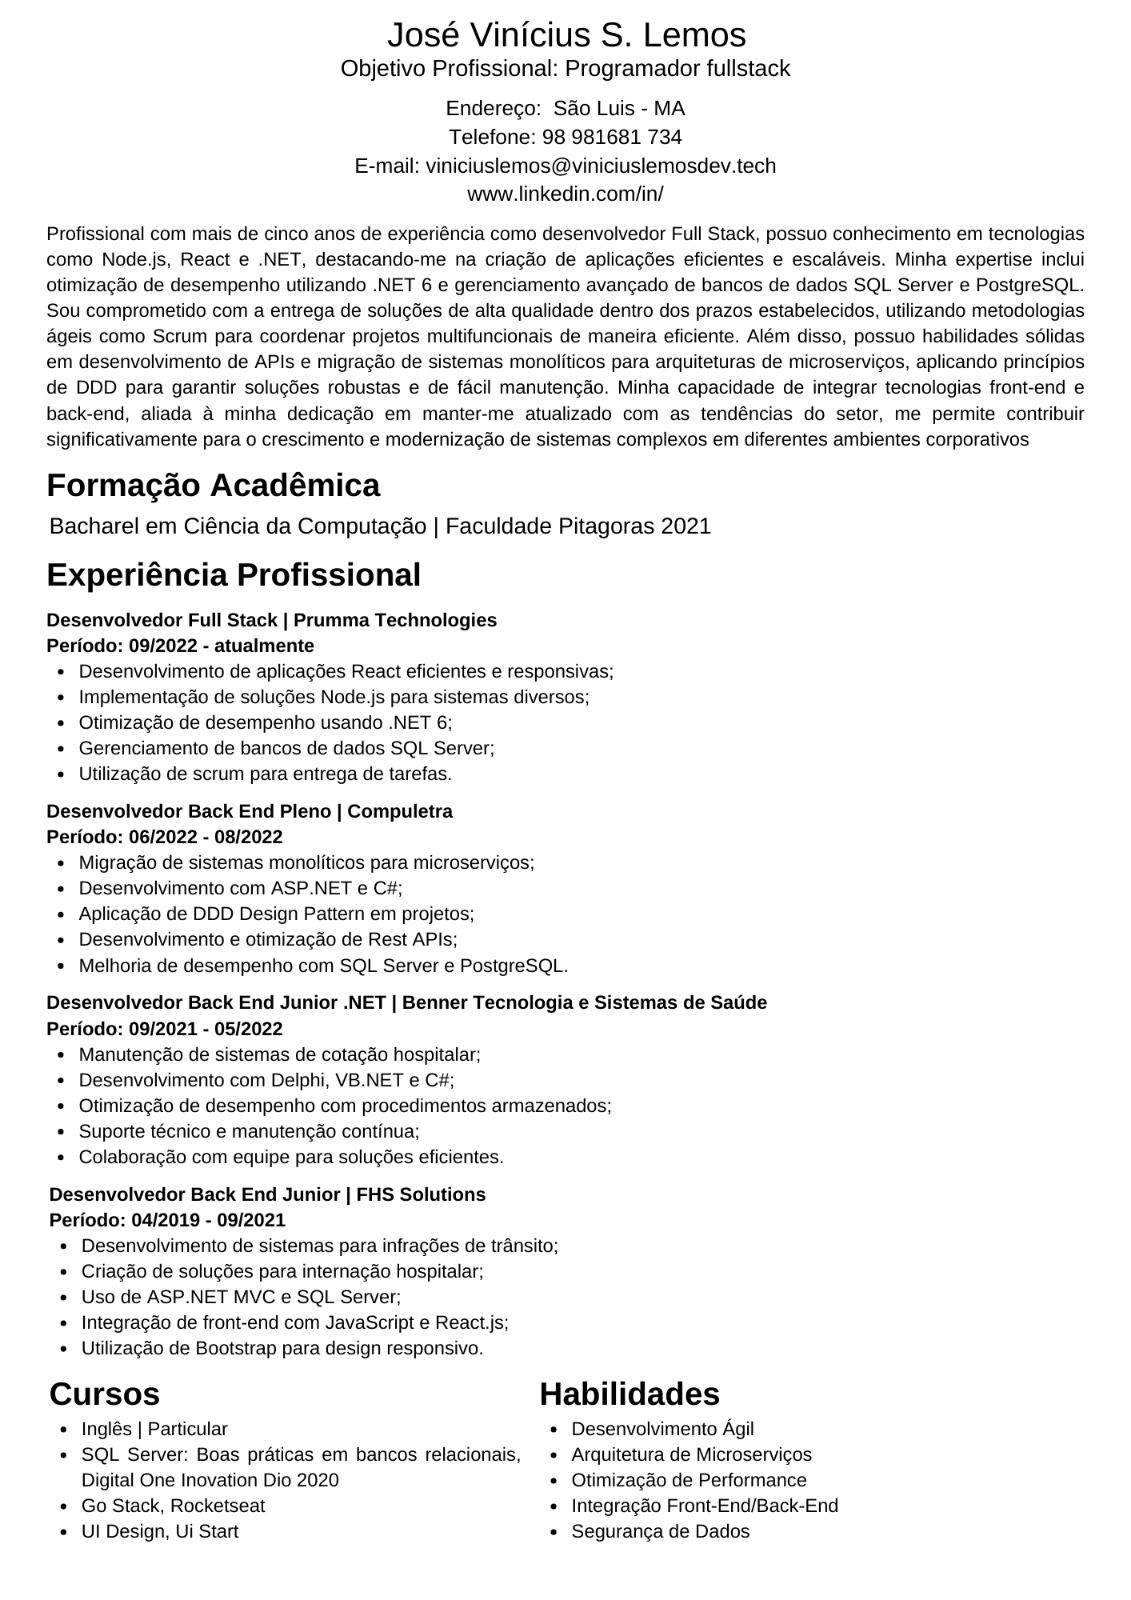 José Vinícius S. Lemos
Objetivo Profissional: Programador fullstack
Endereço:  São Luis - MA
Telefone: 98 981681 734
E-mail: viniciuslemos@viniciuslemosdev.tech
www.linkedin.com/in/
Profissional com mais de cinco anos de experiência como desenvolvedor Full Stack, possuo conhecimento em tecnologias
como Node.js, React e .NET, destacando-me na criação de aplicações eficientes e escaláveis. Minha expertise inclui
otimização de desempenho utilizando .NET 6 e gerenciamento avançado de bancos de dados SQL Server e PostgreSQL.
Sou comprometido com a entrega de soluções de alta qualidade dentro dos prazos estabelecidos, utilizando metodologias
ágeis como Scrum para coordenar projetos multifuncionais de maneira eficiente. Além disso, possuo habilidades sólidas
em desenvolvimento de APIs e migração de sistemas monolíticos para arquiteturas de microserviços, aplicando princípios
de DDD para garantir soluções robustas e de fácil manutenção. Minha capacidade de integrar tecnologias front-end e
back-end, aliada à minha dedicação em manter-me atualizado com as tendências do setor, me permite contribuir
significativamente para o crescimento e modernização de sistemas complexos em diferentes ambientes corporativos
Formação Acadêmica
Bacharel em Ciência da Computação | Faculdade Pitagoras 2021
Experiência Profissional
Desenvolvedor Full Stack | Prumma Technologies
Período: 09/2022 - atualmente
• Desenvolvimento de aplicações React eficientes e responsivas;
• Implementação de soluções Node.js para sistemas diversos;
• Otimização de desempenho usando .NET 6;
• Gerenciamento de bancos de dados SQL Server;
• Utilização de scrum para entrega de tarefas.
Desenvolvedor Back End Pleno | Compuletra
Período: 06/2022 - 08/2022
• Migração de sistemas monolíticos para microserviços;
• Desenvolvimento com ASP.NET e C#;
• Aplicação de DDD Design Pattern em projetos;
• Desenvolvimento e otimização de Rest APIs;
• Melhoria de desempenho com SQL Server e PostgreSQL.
Desenvolvedor Back End Junior .NET | Benner Tecnologia e Sistemas de Saúde
Período: 09/2021 - 05/2022
• Manutenção de sistemas de cotação hospitalar;
• Desenvolvimento com Delphi, VB.NET e C#;
• Otimização de desempenho com procedimentos armazenados;
• Suporte técnico e manutenção contínua;
• Colaboração com equipe para soluções eficientes.
Desenvolvedor Back End Junior | FHS Solutions
Período: 04/2019 - 09/2021
• Desenvolvimento de sistemas para infrações de trânsito;
• Criação de soluções para internação hospitalar;
• Uso de ASP.NET MVC e SQL Server;
• Integração de front-end com JavaScript e React.js;
• Utilização de Bootstrap para design responsivo.
Cursos
• Inglês | Particular
• SQL Server: Boas práticas em bancos relacionais,
Digital One Inovation Dio 2020
• Go Stack, Rocketseat
• UI Design, Ui Start
Habilidades
• Desenvolvimento Ágil
• Arquitetura de Microserviços
• Otimização de Performance
• Integração Front-End/Back-End
• Segurança de Dados